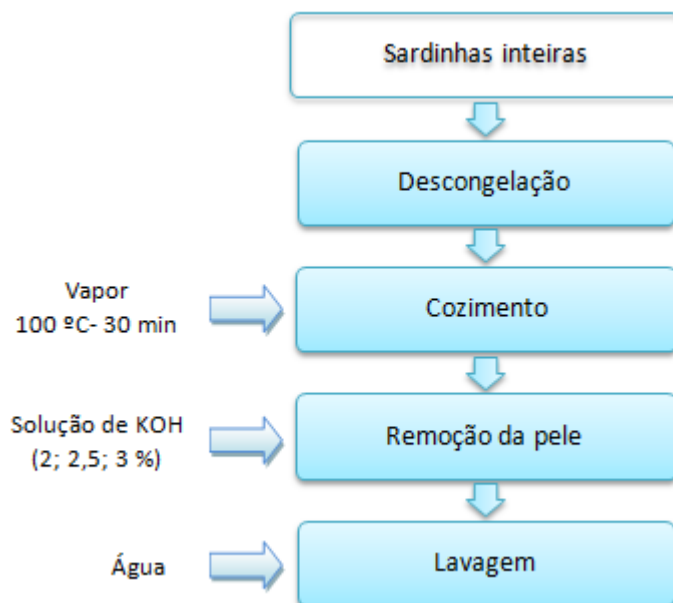 Sardinhas inteiras
Descongelação
Vapor
100 ºC- 30 min
Cozimento
Solução de KOH
(2; 2,5; 3 %)
Remoção da pele
Água
Lavagem